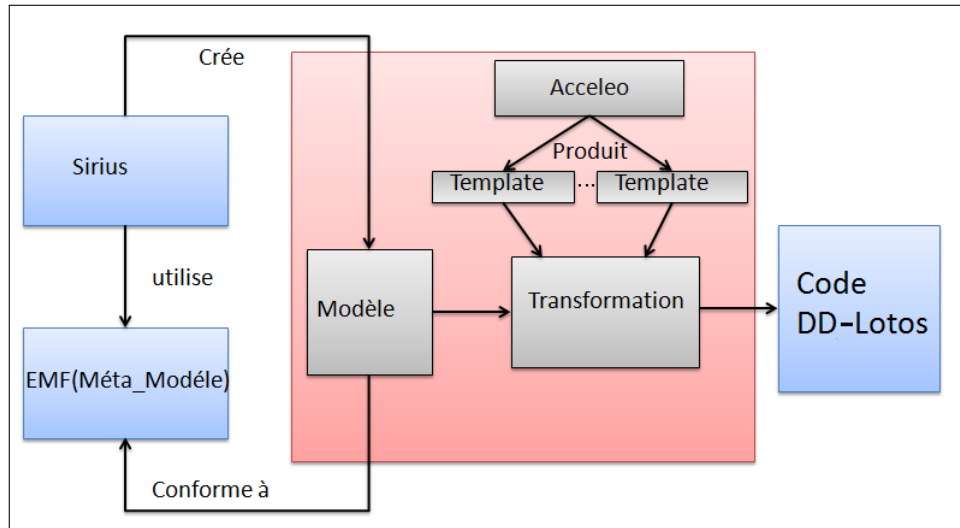 Crée
Acceleo
Produit
Sirius
Template ... Template
utilise
Modèle
Transformation
Code
DD-Lotos
EMF(Méta_Modéle)
Conforme à